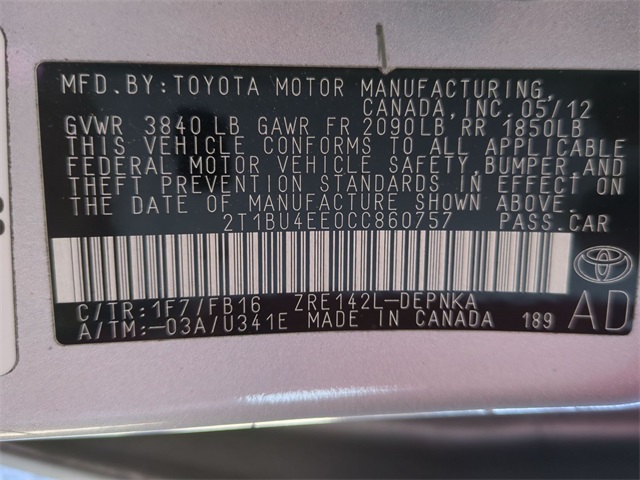 MFD.BY:TOYOTA MOTOR MANUFACTURING,
CANADA,INC.05/12
GVWR 3840 LB GAWR FR 2090LB RR 1850LB
THIS VEHICLE CONFORMS TO ALL APPLICABLE
FEDERAL MOTOR VEHICLE SAFETY,BUMPER,AND
THEFT PREVENTION STANDARDS IN EFFECT ON
THE DATE OF MANUFACTURE SHOWN ABOVE.
2T1BU4EE0CC860757 PASS.CAR
C/TR:1F7/FB16 ZRE142L-DEPNKA
A/TM:-03A/U341E MADE IN CANADA 189
AD